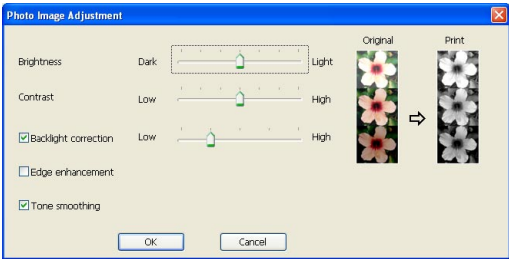 Photo Image Adjustment
Original Print
Brightness Dark Light
Contrast Low High
Backlight correction Low High
Edge enhancement
Tone smoothing
OK Cancel